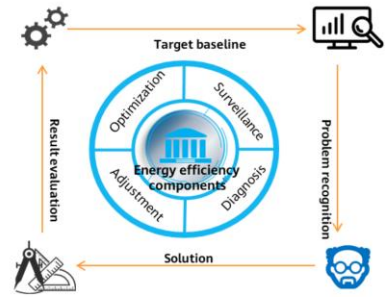 Target baseline
Optimization
Surveillance
Result evaluation
Problem recognition
Energy efficiency
components
Adjustment
Diagnosis
Solution